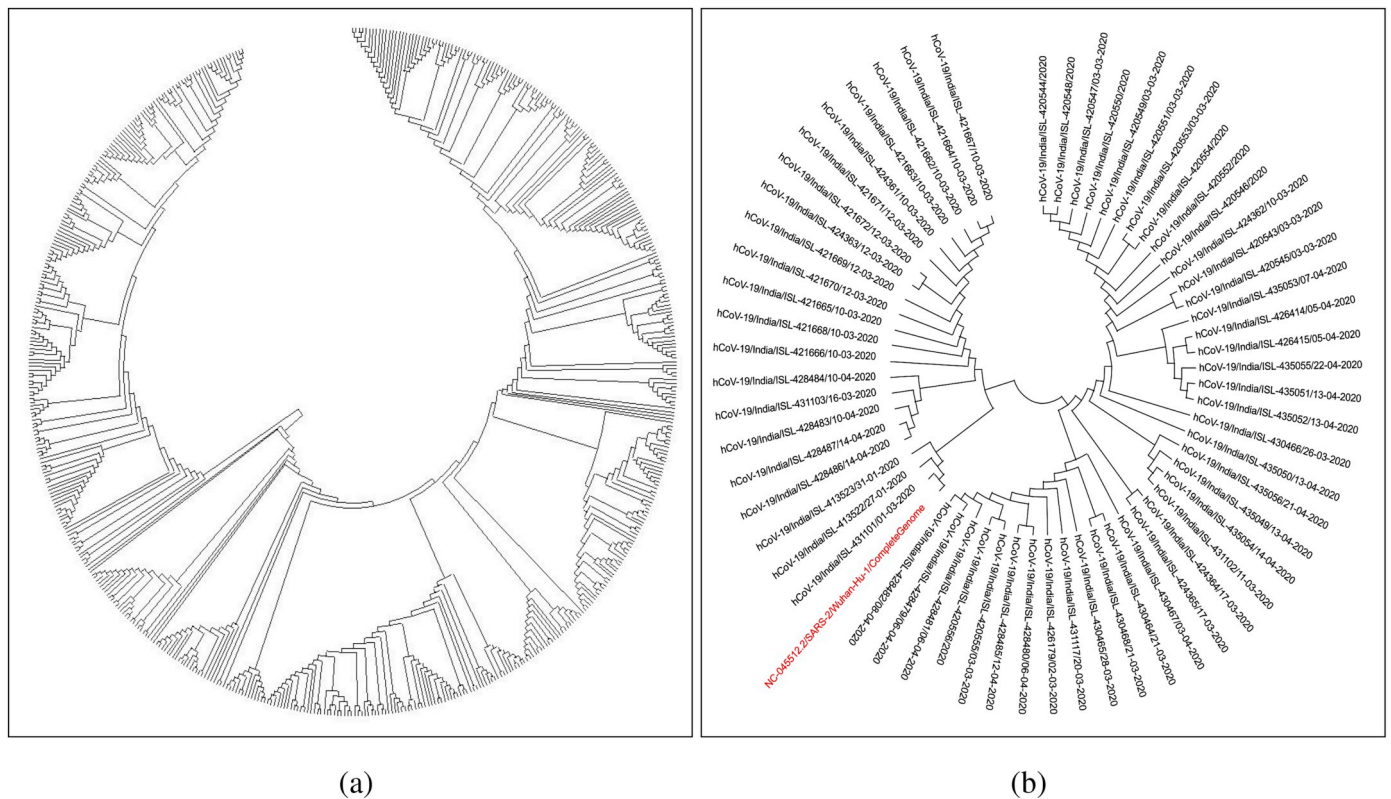 hCoV-19/India/ISL-420544/2020
hCoV-19/India/ISL-420548/2020
hCoV-19/India/ISL-420547/03-03-2020
hCoV-19/India/ISL-420550/2020
hCoV-19/India/ISL-420549/03-03-2020
hCoV-19/India/ISL-420551/03-03-2020
hCoV-19/India/ISL-420553/03-03-2020
hCoV-19/India/ISL-420554/2020
hCoV-19/India/ISL-420552/2020
hCoV-19/India/ISL-420546/2020
hCoV-19/India/ISL-424362/10-03-2020
hCoV-19/India/ISL-420543/03-03-2020
hCoV-19/India/ISL-420545/03-03-2020
hCoV-19/India/ISL-435053/07-04-2020
hCoV-19/India/ISL-426414/05-04-2020
hCoV-19/India/ISL-426415/05-04-2020
hCoV-19/India/ISL-435055/22-04-2020
hCoV-19/India/ISL-435051/13-04-2020
hCoV-19/India/ISL-435052/13-04-2020
hCoV-19/India/ISL-430466/26-03-2020
hCoV-19/India/ISL-435050/13-04-2020
hCoV-19/India/ISL-435056/21-04-2020
hCoV-19/India/ISL-435049/13-04-2020
hCoV-19/India/ISL-435054/14-04-2020
hCoV-19/India/ISL-431102/11-03-2020
hCoV-19/India/ISL-424364/17-03-2020
hCoV-19/India/ISL-424365/17-03-2020
hCoV-19/India/ISL-430467/03-04-2020
hCoV-19/India/ISL-430464/21-03-2020
hCoV-19/India/ISL-430468/21-03-2020
hCoV-19/India/ISL-430465/28-03-2020
hCoV-19/India/ISL-431117/20-03-2020
hCoV-19/India/ISL-426179/02-03-2020
hCoV-19/India/ISL-428480/06-04-2020
hCoV-19/India/ISL-428485/12-04-2020
hCoV-19/India/ISL-420555/03-03-2020
hCoV-19/India/ISL-420556/2020
hCoV-19/India/ISL-428481/06-04-2020
hCoV-19/India/ISL-428479/06-04-2020
hCoV-19/India/ISL-428482/08-04-2020
NC-045512.2/SARS-2/Wuhan-Hu-1/CompleteGenome
hCoV-19/India/ISL-431101/01-03-2020
hCoV-19/India/ISL-413522/27-01-2020
hCoV-19/India/ISL-413523/31-01-2020
hCoV-19/India/ISL-428486/14-04-2020
hCoV-19/India/ISL-428487/14-04-2020
hCoV-19/India/ISL-428483/10-04-2020
hCoV-19/India/ISL-431103/16-03-2020
hCoV-19/India/ISL-428484/10-04-2020
hCoV-19/India/ISL-421666/10-03-2020
hCoV-19/India/ISL-421668/10-03-2020
hCoV-19/India/ISL-421665/10-03-2020
hCoV-19/India/ISL-421670/12-03-2020
hCoV-19/India/ISL-421669/12-03-2020
hCoV-19/India/ISL-424363/12-03-2020
hCoV-19/India/ISL-421672/12-03-2020
hCoV-19/India/ISL-421671/12-03-2020
hCoV-19/India/ISL-424361/10-03-2020
hCoV-19/India/ISL-421663/10-03-2020
hCoV-19/India/ISL-421662/10-03-2020
hCoV-19/India/ISL-421664/10-03-2020
hCoV-19/India/ISL-421667/10-03-2020
(a)
(b)